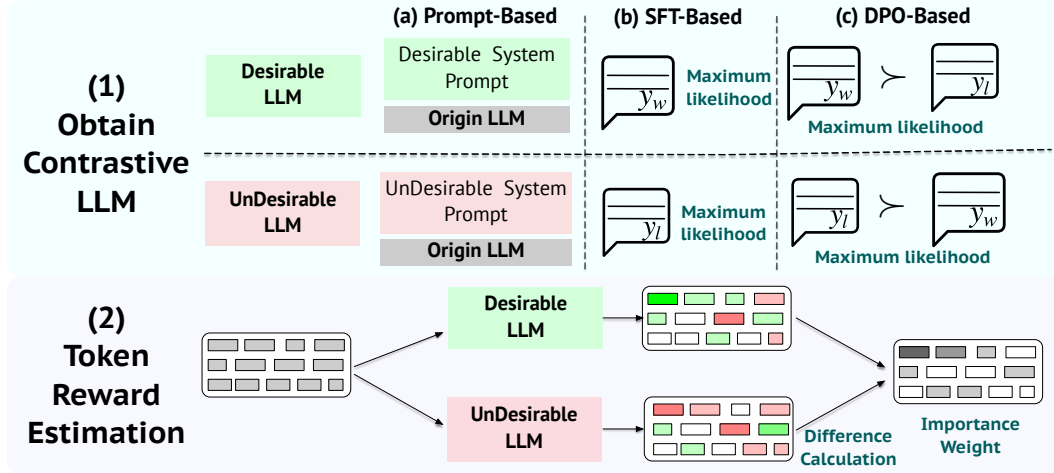 (a) Prompt-Based
(b) SFT-Based
(c) DPO-Based
(1)
Obtain
Contrastive
LLM
Desirable
LLM
Desirable System
Prompt
Origin LLM
y_w
Maximum
likelihood
y_w
≻
y_l
Maximum likelihood
UnDesirable
LLM
UnDesirable System
Prompt
Origin LLM
y_l
Maximum
likelihood
y_l
≻
y_w
Maximum likelihood
(2)
Token
Reward
Estimation
Desirable
LLM
UnDesirable
LLM
Difference
Calculation
Importance
Weight